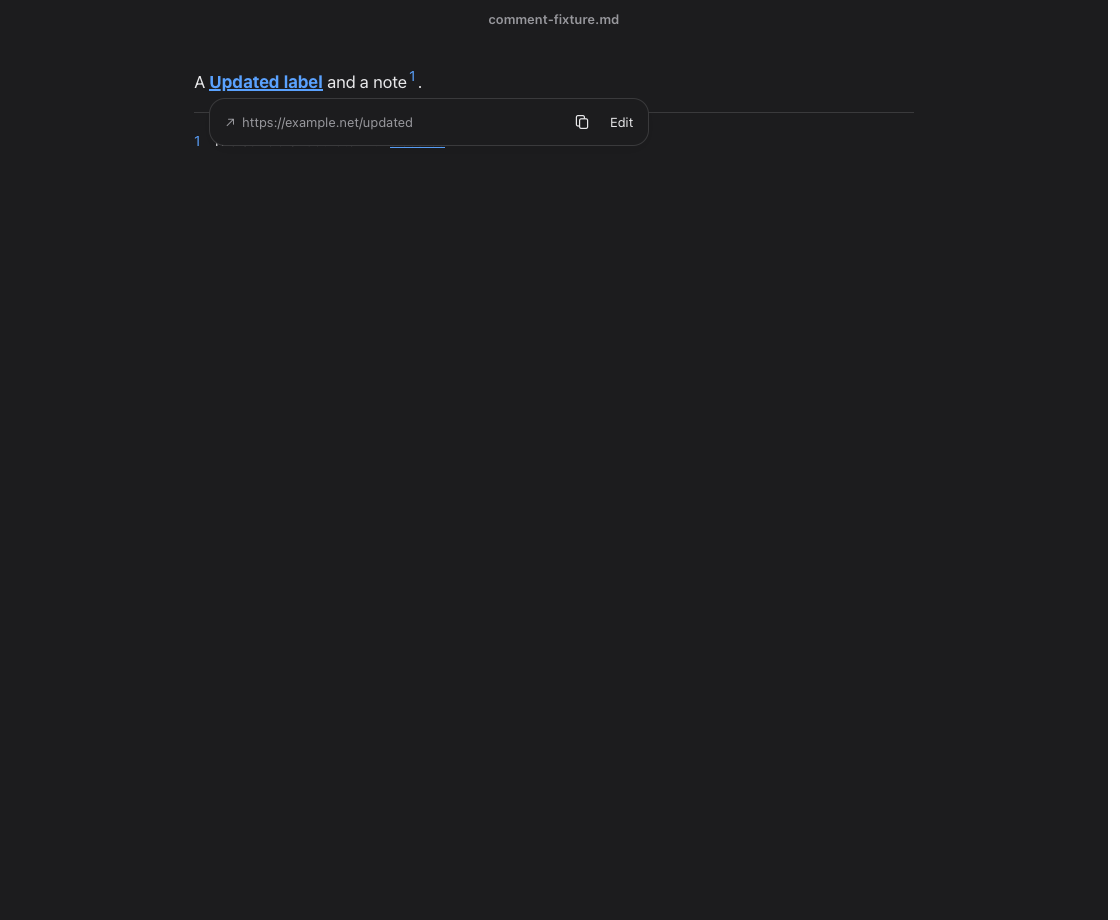 comment-fixture.md
A Updated label and a note1.
https://example.net/updated Edit
1